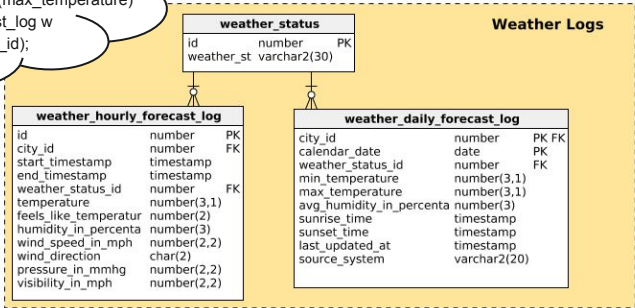 (max_temperature)
st_log w
_id);
Weather Logs
weather_status
id number PK
weather_st varchar2(30)
weather_hourly_forecast_log
id number PK
city_id number FK
start_timestamp timestamp
end_timestamp timestamp
weather_status_id number FK
temperature number(3,1)
feels_like_temperatur number(2)
humidity_in_percenta number(3)
wind_speed_in_mph number(2,2)
wind_direction char(2)
pressure_in_mmhg number(2,2)
visibility_in_mph number(2,2)
weather_daily_forecast_log
city_id number PK FK
calendar_date date PK
weather_status_id number FK
min_temperature number(3,1)
max_temperature number(3,1)
avg_humidity_in_percenta number(3)
sunrise_time timestamp
sunset_time timestamp
last_updated_at timestamp
source_system varchar2(20)